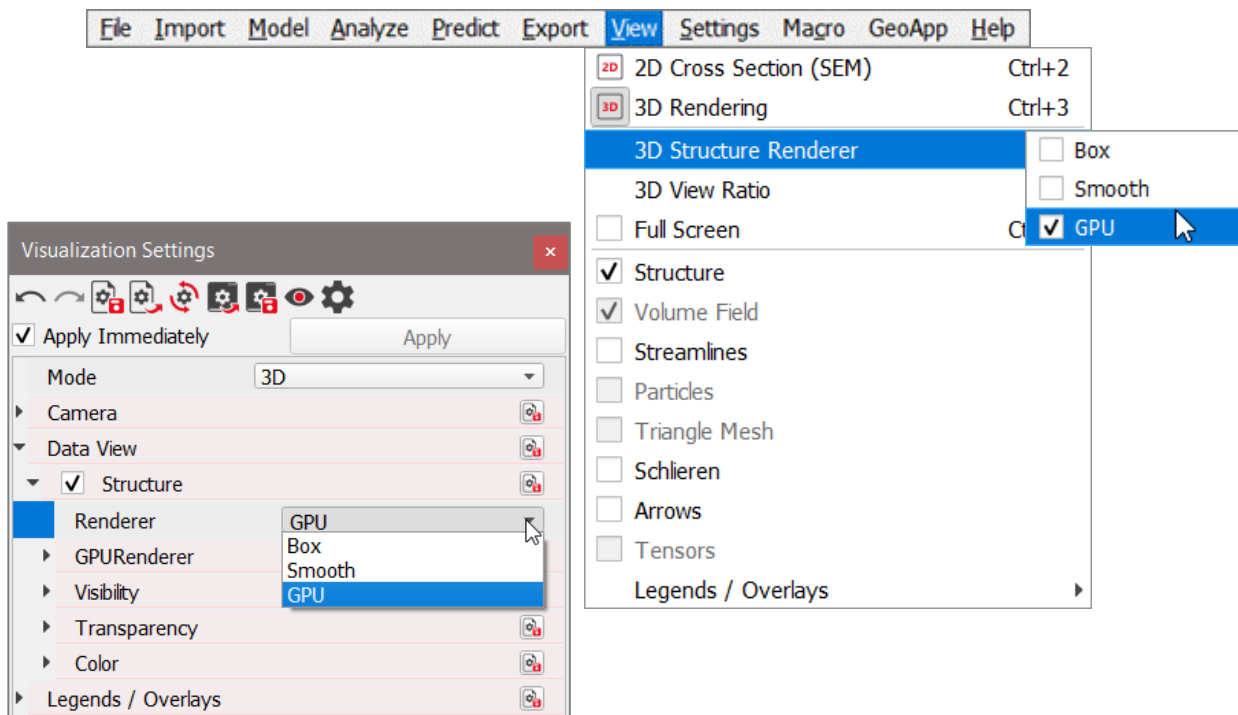 File Import Model Analyze Predict Export View Settings Macro GeoApp Help
2D 2D Cross Section (SEM) Ctrl+2
3D 3D Rendering Ctrl+3
3D Structure Renderer
3D View Ratio
Full Screen Ct
Structure
Volume Field
Streamlines
Particles
Triangle Mesh
Schlieren
Arrows
Tensors
Legends / Overlays
Box
Smooth
GPU
Visualization Settings
Apply Immediately Apply
Mode 3D
Camera
Data View
Structure
Renderer GPU
Box
Smooth
GPU
GPURenderer
Visibility
Transparency
Color
Legends / Overlays